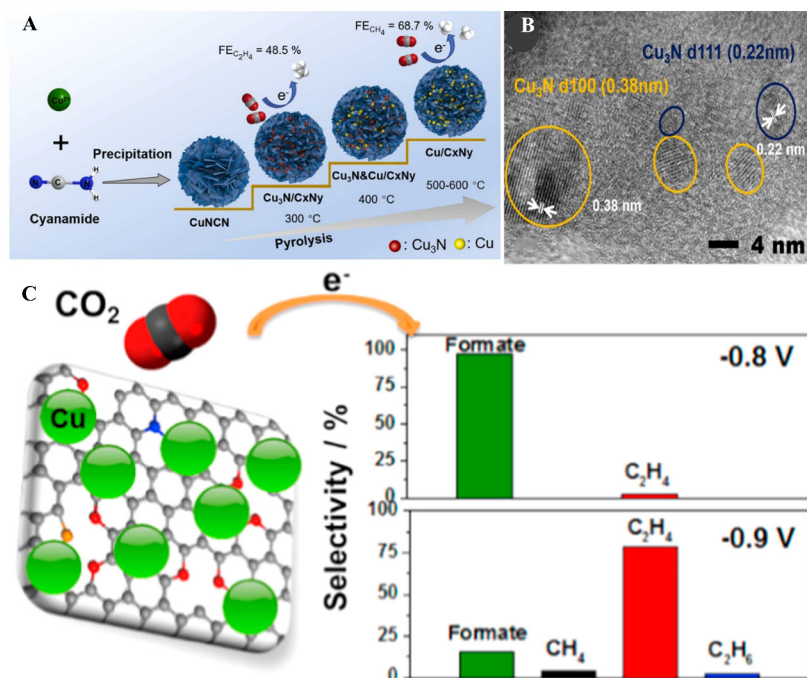 A
FE_C2H4 = 48.5 %
FE_CH4 = 68.7 %
e-
e-
Cu
+
Precipitation
N
C
N
H
H
Cyanamide
CuNCN
Cu3N/CxNy
Cu3N&Cu/CxNy
Cu/CxNy
300 °C
400 °C
500-600 °C
Pyrolysis
: Cu3N
: Cu
B
Cu3N d111 (0.22nm)
Cu3N d100 (0.38nm)
0.22 nm
0.38 nm
4 nm
C
CO2
e-
Cu
Selectivity / %
100
75
50
25
0
Formate
C2H4
-0.8 V
100
75
50
25
0
Formate
CH4
C2H4
C2H6
-0.9 V